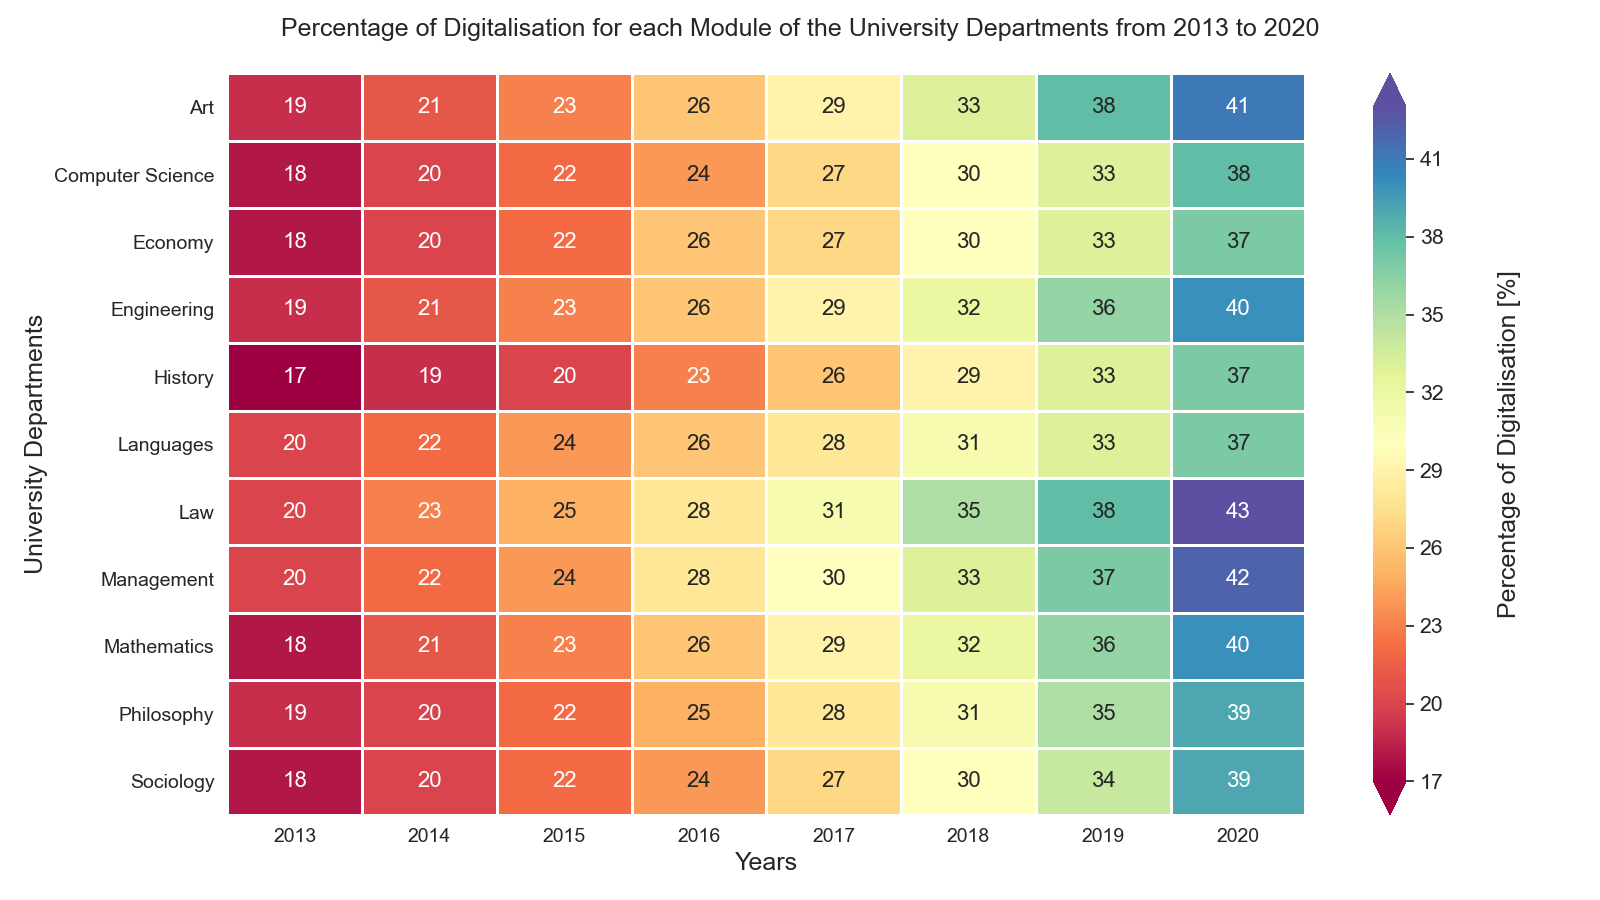 Percentage of Digitalisation for each Module of the University Departments from 2013 to 2020
University Departments
Art 19 21 23 26 29 33 38 41
Computer Science 18 20 22 24 27 30 33 38
Economy 18 20 22 26 27 30 33 37
Engineering 19 21 23 26 29 32 36 40
History 17 19 20 23 26 29 33 37
Languages 20 22 24 26 28 31 33 37
Law 20 23 25 28 31 35 38 43
Management 20 22 24 28 30 33 37 42
Mathematics 18 21 23 26 29 32 36 40
Philosophy 19 20 22 25 28 31 35 39
Sociology 18 20 22 24 27 30 34 39
2013 2014 2015 2016 2017 2018 2019 2020
Years
41
38
35
32
29
26
23
20
17
Percentage of Digitalisation [%]